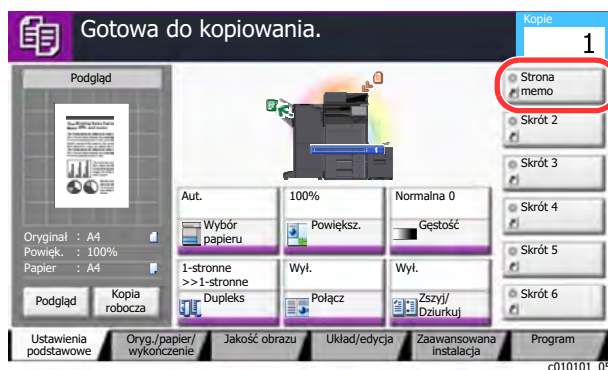 Gotowa do kopiowania.
Kopie
1
Podgląd
Oryginał : A4
Powięk. : 100%
Papier : A4
Podgląd
Kopia
robocza
Aut.
Wybór
papieru
100%
Powiększ.
Normalna 0
Gęstość
1-stronne
>>1-stronne
Dupleks
Wył.
Połącz
Wył.
Zszyj/
Dziurkuj
Strona
memo
Skrót 2
Skrót 3
Skrót 4
Skrót 5
Skrót 6
Ustawienia
podstawowe
Oryg./papier/
wykończenie
Jakość obrazu
Układ/edycja
Zaawansowana
instalacja
Program
c010101_05